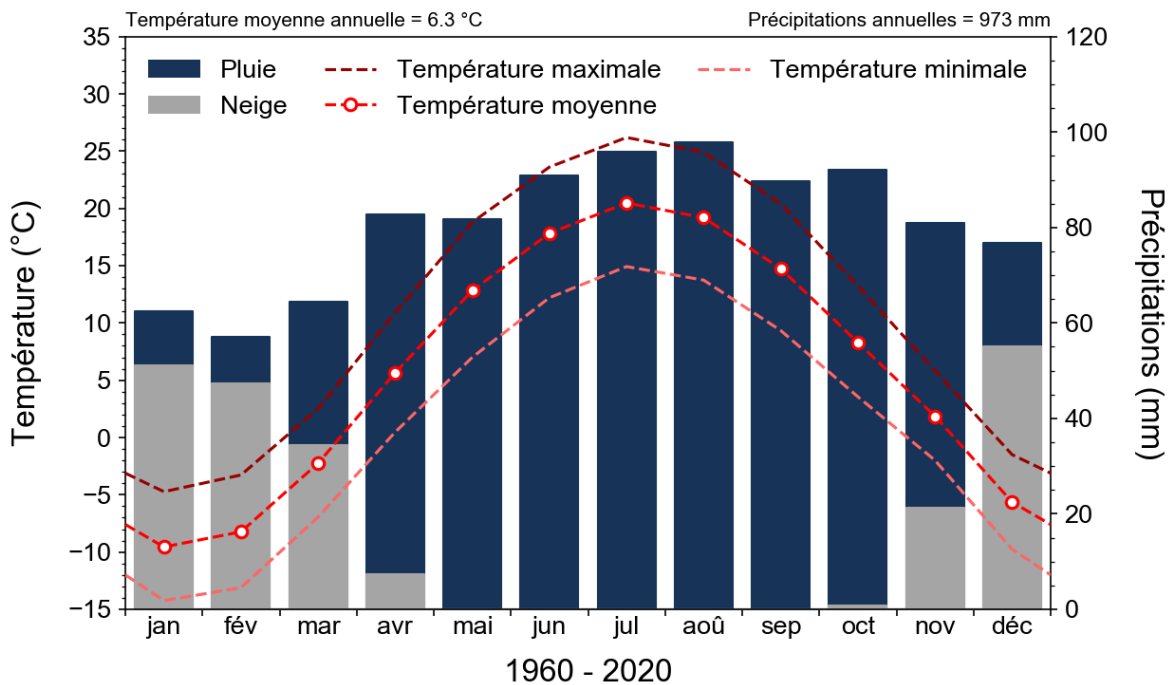 Température moyenne annuelle = 6.3 °C
Précipitations annuelles = 973 mm
Pluie
Neige
Température maximale
Température moyenne
Température minimale
Température (°C)
35
30
25
20
15
10
5
0
−5
−10
−15
120
100
80
60
40
20
0
Précipitations (mm)
jan fév mar avr mai jun jul aoû sep oct nov déc
1960 - 2020